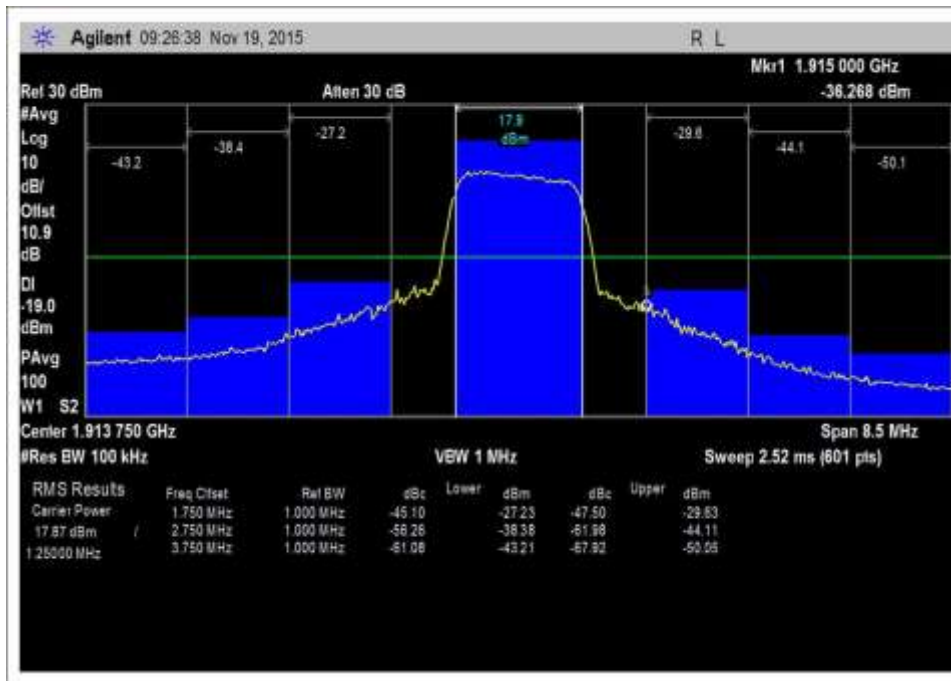 Agilent 09:26:38 Nov 19, 2015 R L
Mkr1 1.915 000 GHz
Ref 30 dBm Atten 30 dB -36.268 dBm
#Avg
Log
10
dB/
Offst
10.9
dB
DI
-19.0
dBm
PAvg
100
W1 S2
-43.2 -38.4 -27.2 17.9 dBm -29.6 -44.1 -50.1
1
Center 1.913 750 GHz Span 8.5 MHz
#Res BW 100 kHz VBW 1 MHz Sweep 2.52 ms (601 pts)
RMS Results Freq Offset Ref BW dBc Lower dBm dBc Upper dBm
Carrier Power 1.750 MHz 1.000 MHz -45.10 -27.23 -47.50 -29.63
17.87 dBm / 2.750 MHz 1.000 MHz -56.26 -38.38 -61.98 -44.11
1.25000 MHz 3.750 MHz 1.000 MHz -61.08 -43.21 -67.92 -50.05